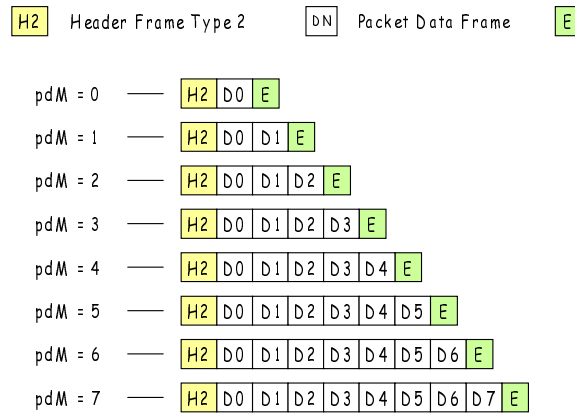 H2 Header Frame Type 2 DN Packet Data Frame E
pdM = 0 H2 D0 E
pdM = 1 H2 D0 D1 E
pdM = 2 H2 D0 D1 D2 E
pdM = 3 H2 D0 D1 D2 D3 E
pdM = 4 H2 D0 D1 D2 D3 D4 E
pdM = 5 H2 D0 D1 D2 D3 D4 D5 E
pdM = 6 H2 D0 D1 D2 D3 D4 D5 D6 E
pdM = 7 H2 D0 D1 D2 D3 D4 D5 D6 D7 E